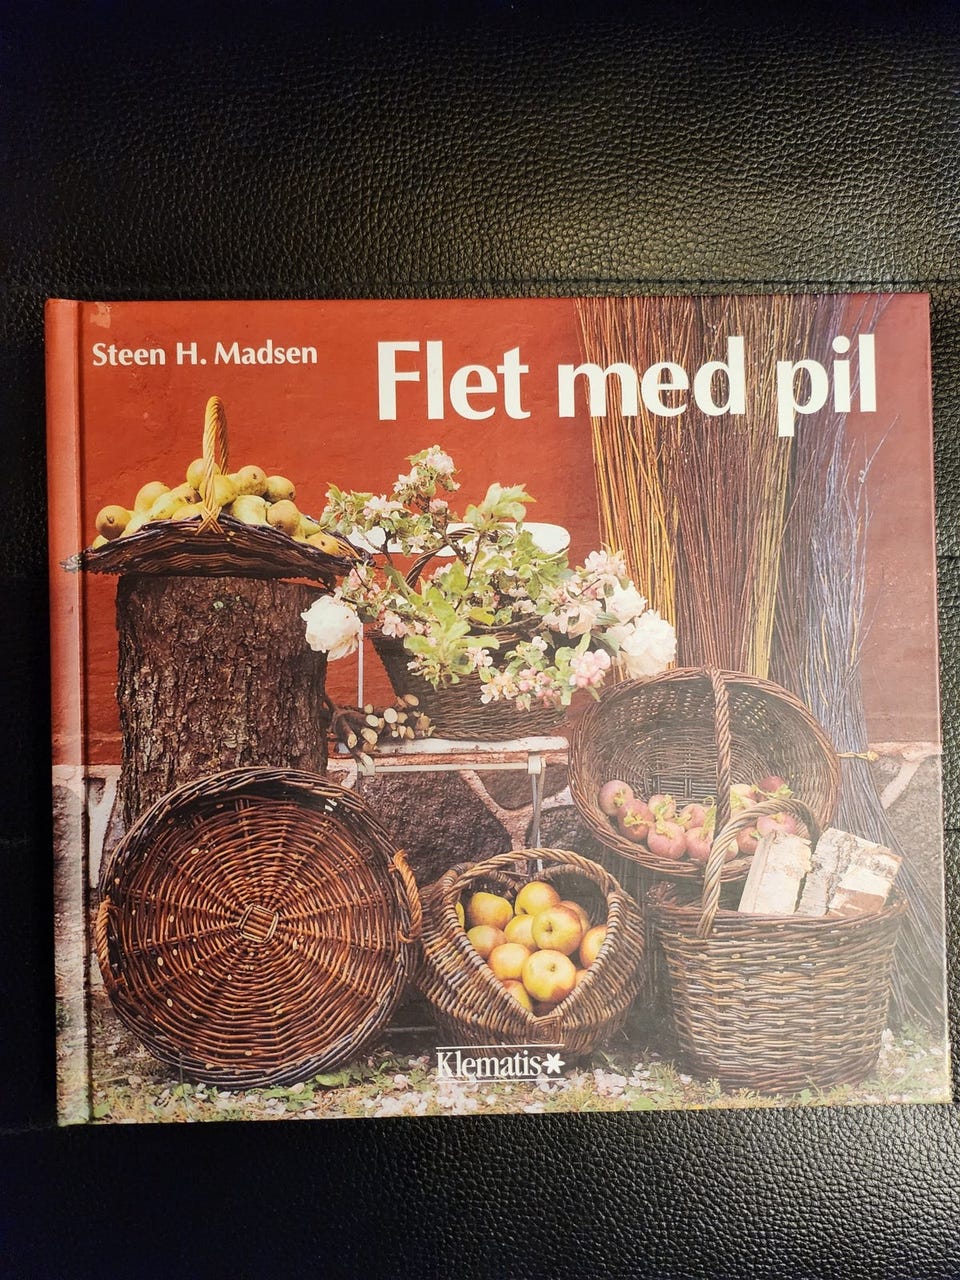 Steen H. Madsen
Flet med pil
Klematis